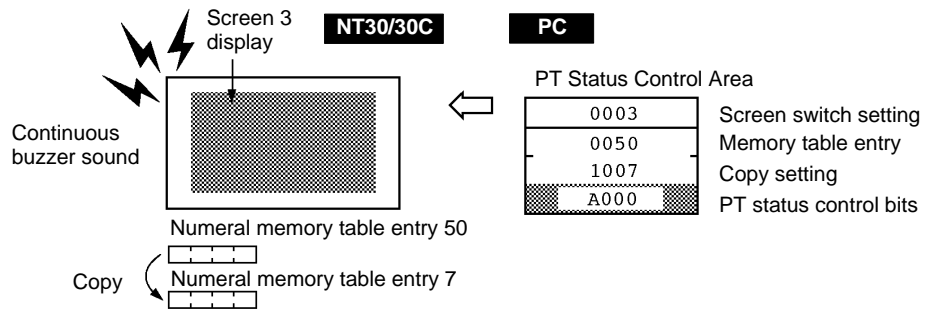 Screen 3
display
NT30/30C
PC
PT Status Control Area
Continuous
buzzer sound
0003 Screen switch setting
0050 Memory table entry
1007 Copy setting
A000 PT status control bits
Numeral memory table entry 50
Copy
Numeral memory table entry 7